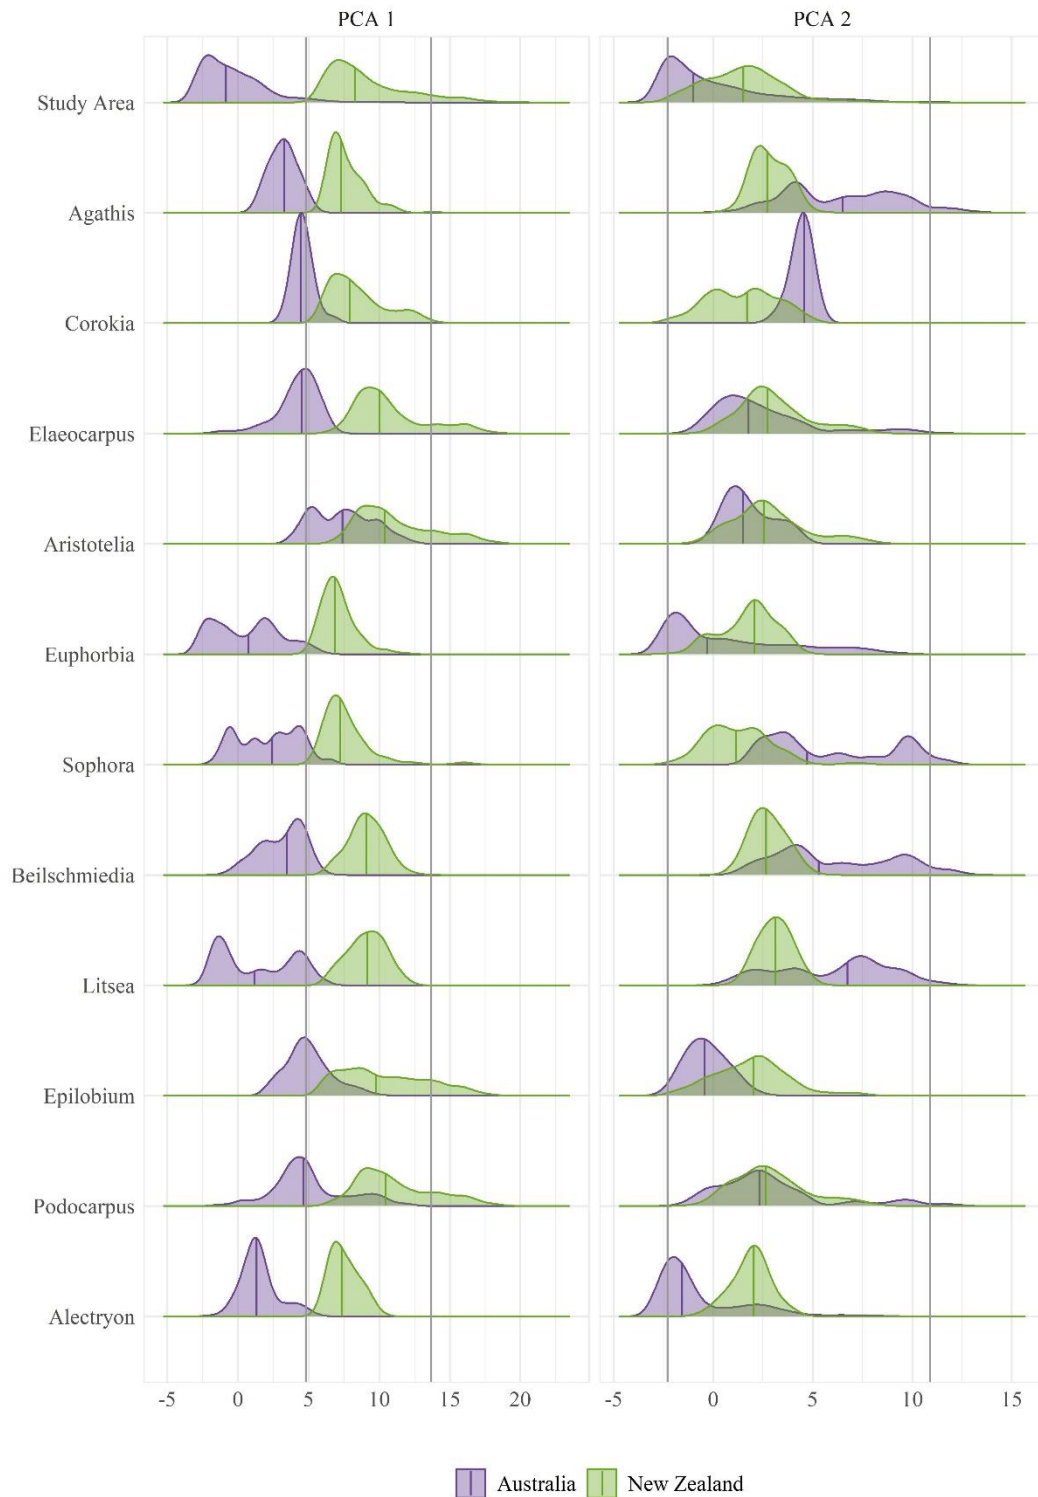 PCA 1 PCA 2
Study Area
Agathis
Corokia
Elaeocarpus
Aristotelia
Euphorbia
Sophora
Beilschmiedia
Litsea
Epilobium
Podocarpus
Alectryon
-5 0 5 10 15 20 -5 0 5 10 15
Australia New Zealand